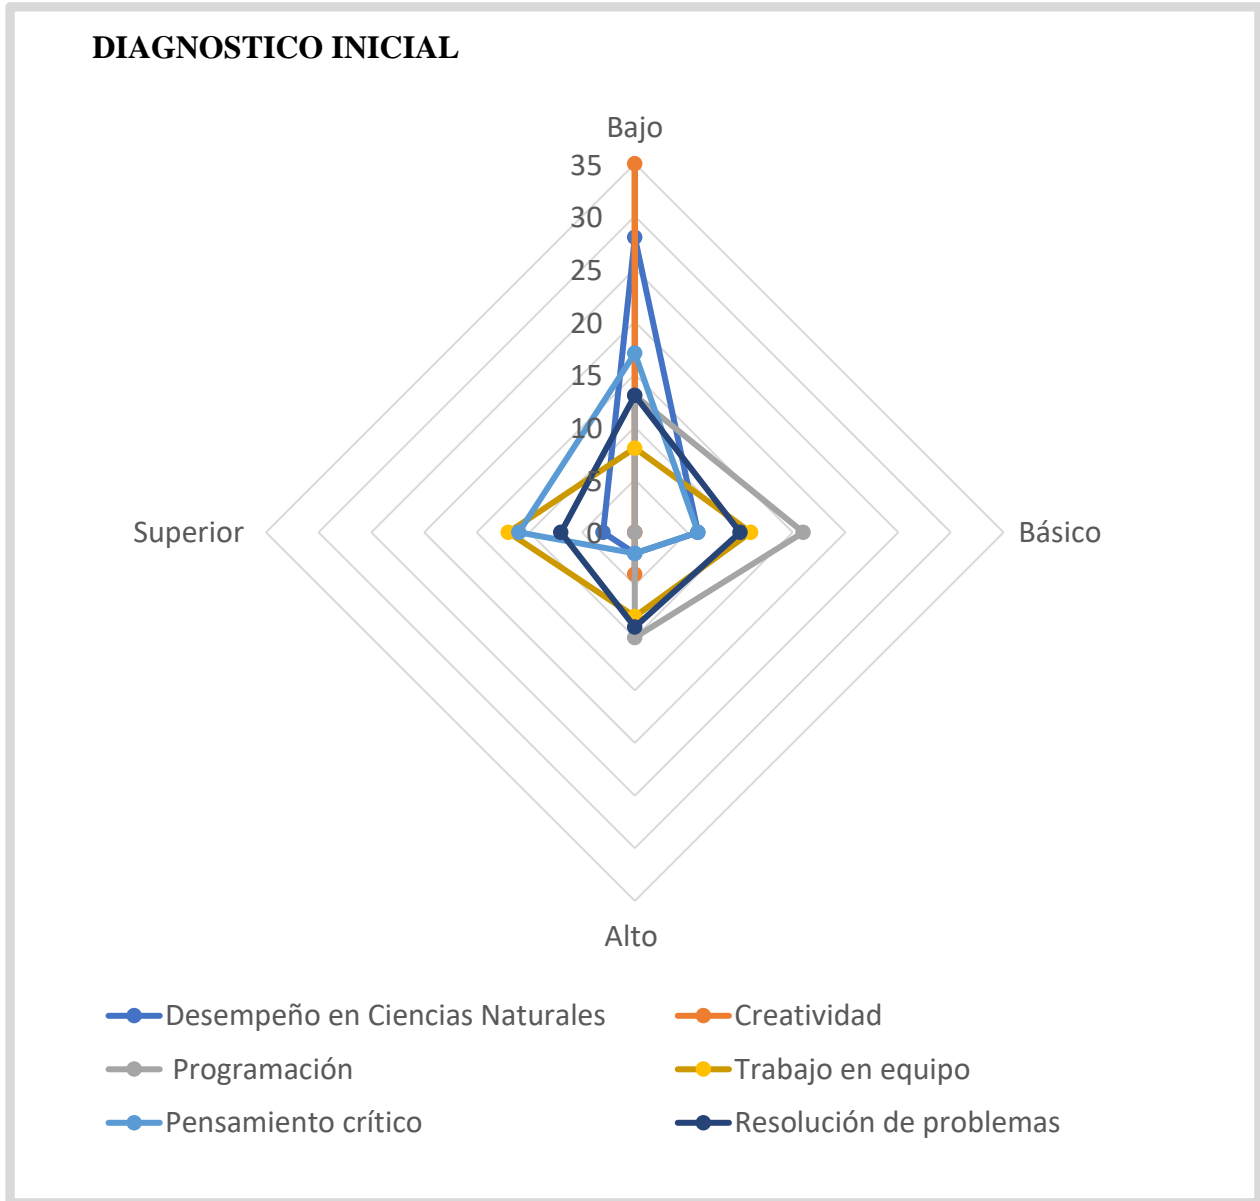 DIAGNOSTICO INICIAL
Bajo
35
30
25
20
15
10
5
0
Superior
Básico
Alto
Desempeño en Ciencias Naturales
Creatividad
Programación
Trabajo en equipo
Pensamiento crítico
Resolución de problemas